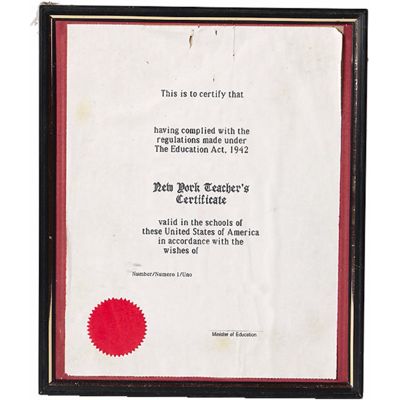 This is to certify that
having complied with the
regulations made under
The Education Act, 1942
New York Teacher's
Certificate
valid in the schools of
these United States of America
in accordance with the
wishes of
Number/Numero 1/Uno
Minister of Education